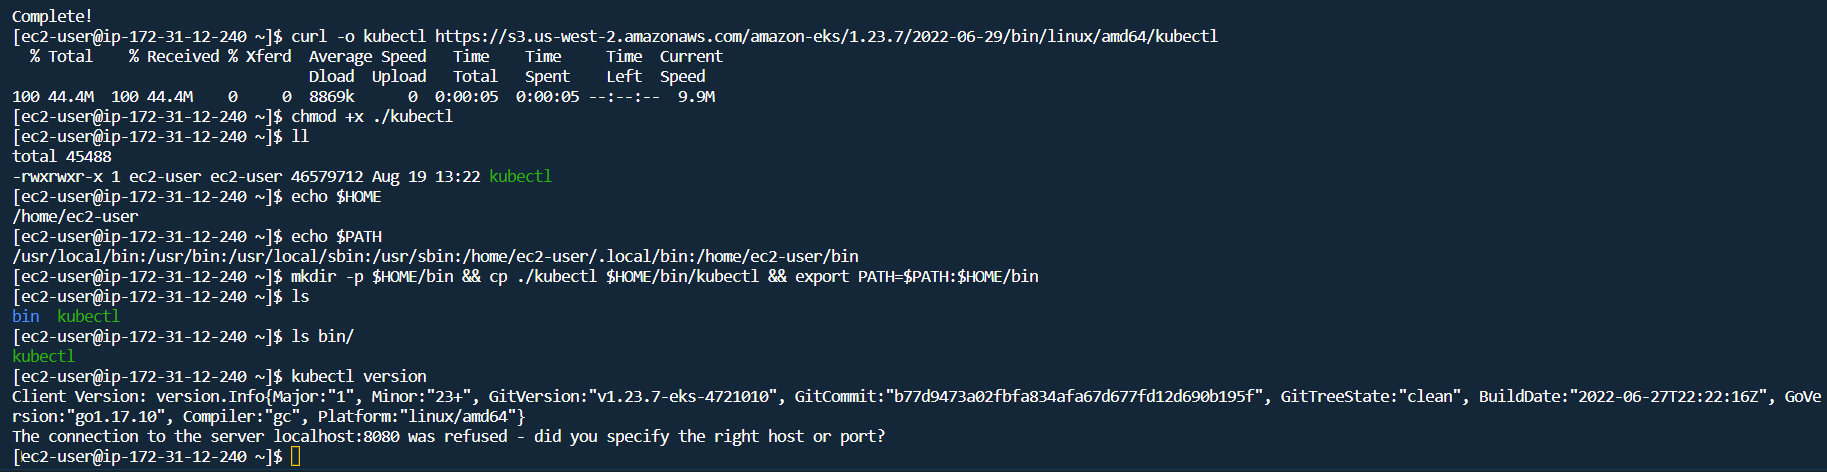 Complete!
[ec2-user@ip-172-31-12-240 ~]$ curl -o kubectl https://s3.us-west-2.amazonaws.com/amazon-eks/1.23.7/2022-06-29/bin/linux/amd64/kubectl
  % Total    % Received % Xferd  Average Speed   Time    Time     Time  Current
                                 Dload  Upload   Total   Spent    Left  Speed
100 44.4M  100 44.4M    0     0  8869k      0  0:00:05  0:00:05 --:--:--  9.9M
[ec2-user@ip-172-31-12-240 ~]$ chmod +x ./kubectl
[ec2-user@ip-172-31-12-240 ~]$ ll
total 45488
-rwxrwxr-x 1 ec2-user ec2-user 46579712 Aug 19 13:22 kubectl
[ec2-user@ip-172-31-12-240 ~]$ echo $HOME
/home/ec2-user
[ec2-user@ip-172-31-12-240 ~]$ echo $PATH
/usr/local/bin:/usr/bin:/usr/local/sbin:/usr/sbin:/home/ec2-user/.local/bin:/home/ec2-user/bin
[ec2-user@ip-172-31-12-240 ~]$ mkdir -p $HOME/bin && cp ./kubectl $HOME/bin/kubectl && export PATH=$PATH:$HOME/bin
[ec2-user@ip-172-31-12-240 ~]$ ls
bin  kubectl
[ec2-user@ip-172-31-12-240 ~]$ ls bin/
kubectl
[ec2-user@ip-172-31-12-240 ~]$ kubectl version
Client Version: version.Info{Major:"1", Minor:"23+", GitVersion:"v1.23.7-eks-4721010", GitCommit:"b77d9473a02fbfa834afa67d677fd12d690b195f", GitTreeState:"clean", BuildDate:"2022-06-27T22:22:16Z", GoVe
rsion:"go1.17.10", Compiler:"gc", Platform:"linux/amd64"}
The connection to the server localhost:8080 was refused - did you specify the right host or port?
[ec2-user@ip-172-31-12-240 ~]$